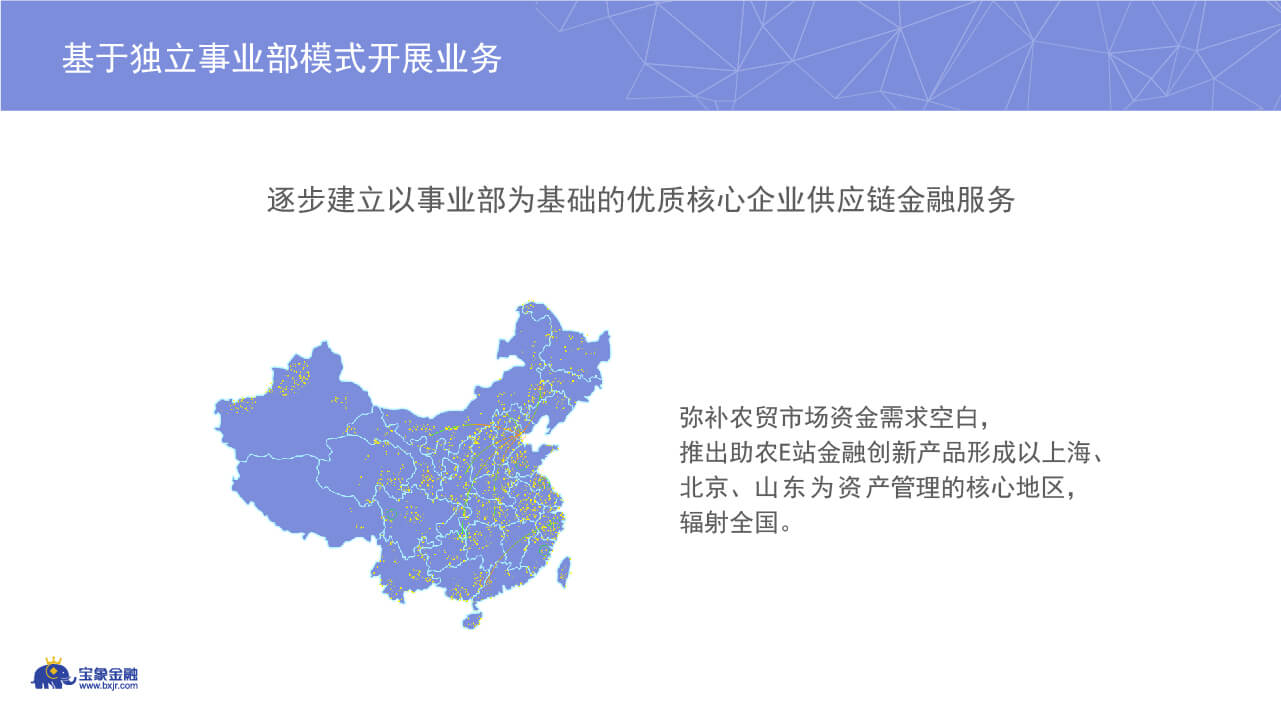 基于独立事业部模式开展业务
逐步建立以事业部为基础的优质核心企业供应链金融服务
弥补农贸市场资金需求空白，
推出助农E站金融创新产品形成以上海、
北京、山东为资产管理的核心地区，
辐射全国。
宝象金融
www.bxjr.com